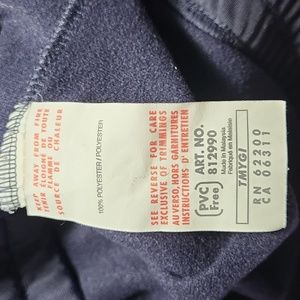 KEEP AWAY FROM FIRE
TENIR ÉLOIGNÉ DE TOUTE
FLAMME OU
SOURCE DE CHALEUR
100% POLYESTER/POLYESTER
SEE REVERSE FOR CARE
EXCLUSIVE OF TRIMMINGS
AU VERSO, HORS GARNITURES
INSTRUCTIONS D' ENTRETIEN
PVC Free
ART. NO.
812290
Made in Malaysia
Fabriqué en Malaisie
TMYGI
RN 62200
CA 06311